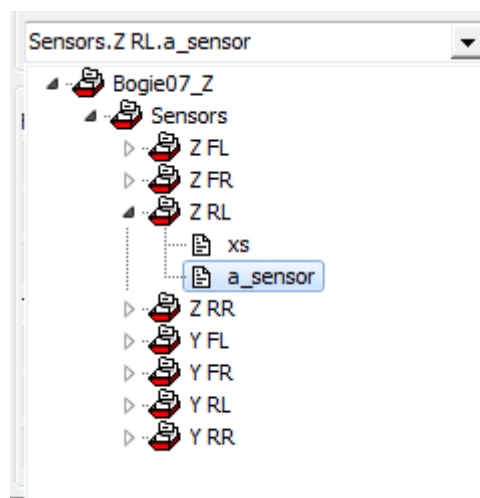 Sensors.Z RL.a_sensor
Bogie07_Z
Sensors
Z FL
Z FR
Z RL
xs
a_sensor
Z RR
Y FL
Y FR
Y RL
Y RR